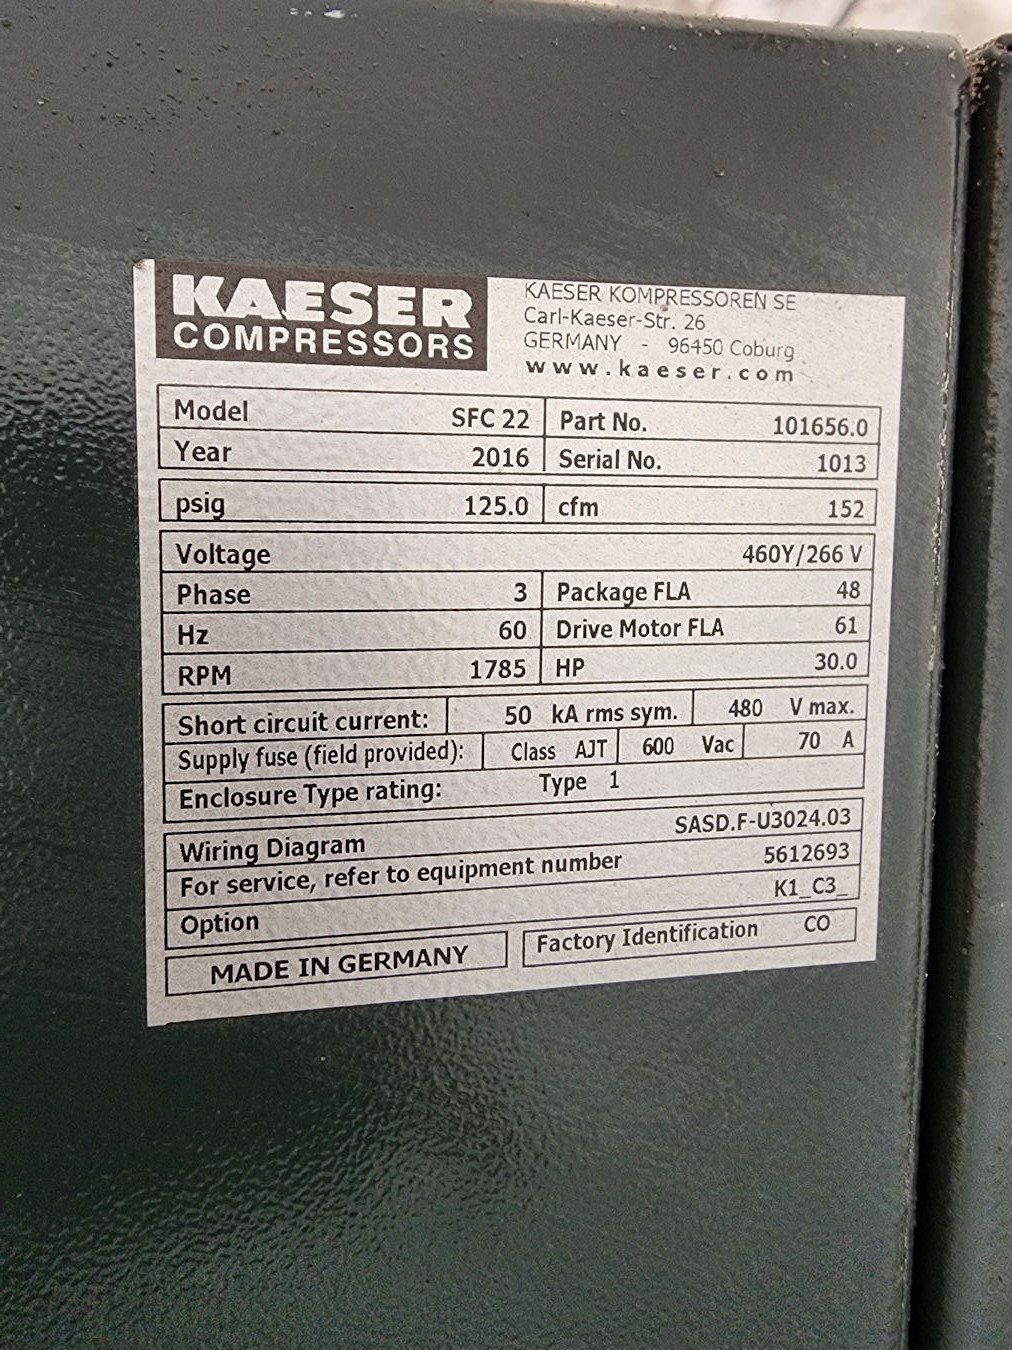 KAESER
COMPRESSORS
KAESER KOMPRESSOREN SE
Carl-Kaeser-Str. 26
GERMANY - 96450 Coburg
www.kaeser.com
Model SFC 22 Part No. 101656.0
Year 2016 Serial No. 1013
psig 125.0 cfm 152
Voltage 460Y/266 V
Phase 3 Package FLA 48
Hz 60 Drive Motor FLA 61
RPM 1785 HP 30.0
Short circuit current: 50 kA rms sym. 480 V max.
Supply fuse (field provided): Class AJT 600 Vac 70 A
Enclosure Type rating: Type 1
Wiring Diagram SASD.F-U3024.03
For service, refer to equipment number 5612693
Option K1_C3_
MADE IN GERMANY Factory Identification CO